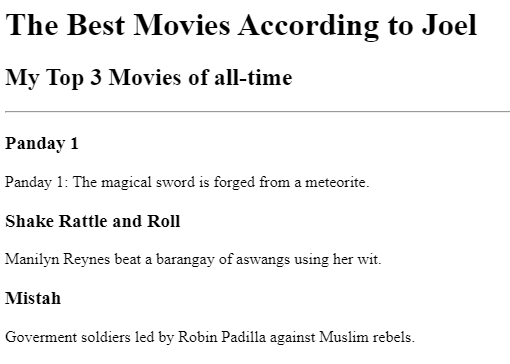 The Best Movies According to Joel
My Top 3 Movies of all-time
Panday 1
Panday 1: The magical sword is forged from a meteorite.
Shake Rattle and Roll
Manilyn Reynes beat a barangay of aswangs using her wit.
Mistah
Goverment soldiers led by Robin Padilla against Muslim rebels.